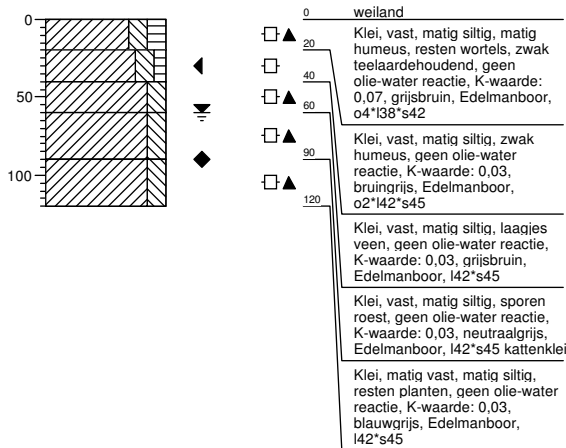 0
50
100
0 weiland
20
40
60
90
120
Klei, vast, matig siltig, matig
humeus, resten wortels, zwak
teelaardehoudend, geen
olie-water reactie, K-waarde:
0,07, grijsbruin, Edelmanboor,
o4*l38*s42
Klei, vast, matig siltig, zwak
humeus, geen olie-water
reactie, K-waarde: 0,03,
bruingrijs, Edelmanboor,
o2*l42*s45
Klei, vast, matig siltig, laagjes
veen, geen olie-water reactie,
K-waarde: 0,03, grijsbruin,
Edelmanboor, l42*s45
Klei, vast, matig siltig, sporen
roest, geen olie-water reactie,
K-waarde: 0,03, neutraalgrijs,
Edelmanboor, l42*s45 kattenklei
Klei, matig vast, matig siltig,
resten planten, geen olie-water
reactie, K-waarde: 0,03,
blauwgrijs, Edelmanboor,
l42*s45